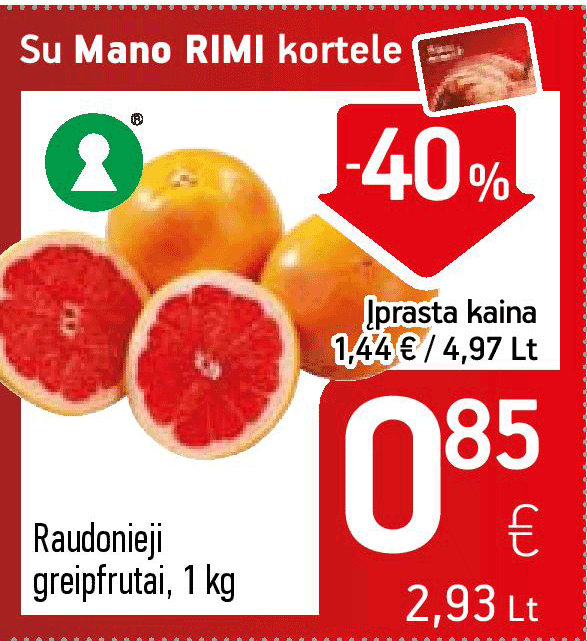 Su Mano RIMI kortele
®
-40%
Įprasta kaina
1,44 € / 4,97 Lt
0 85
€
2,93 Lt
Raudonieji
greipfrutai, 1 kg